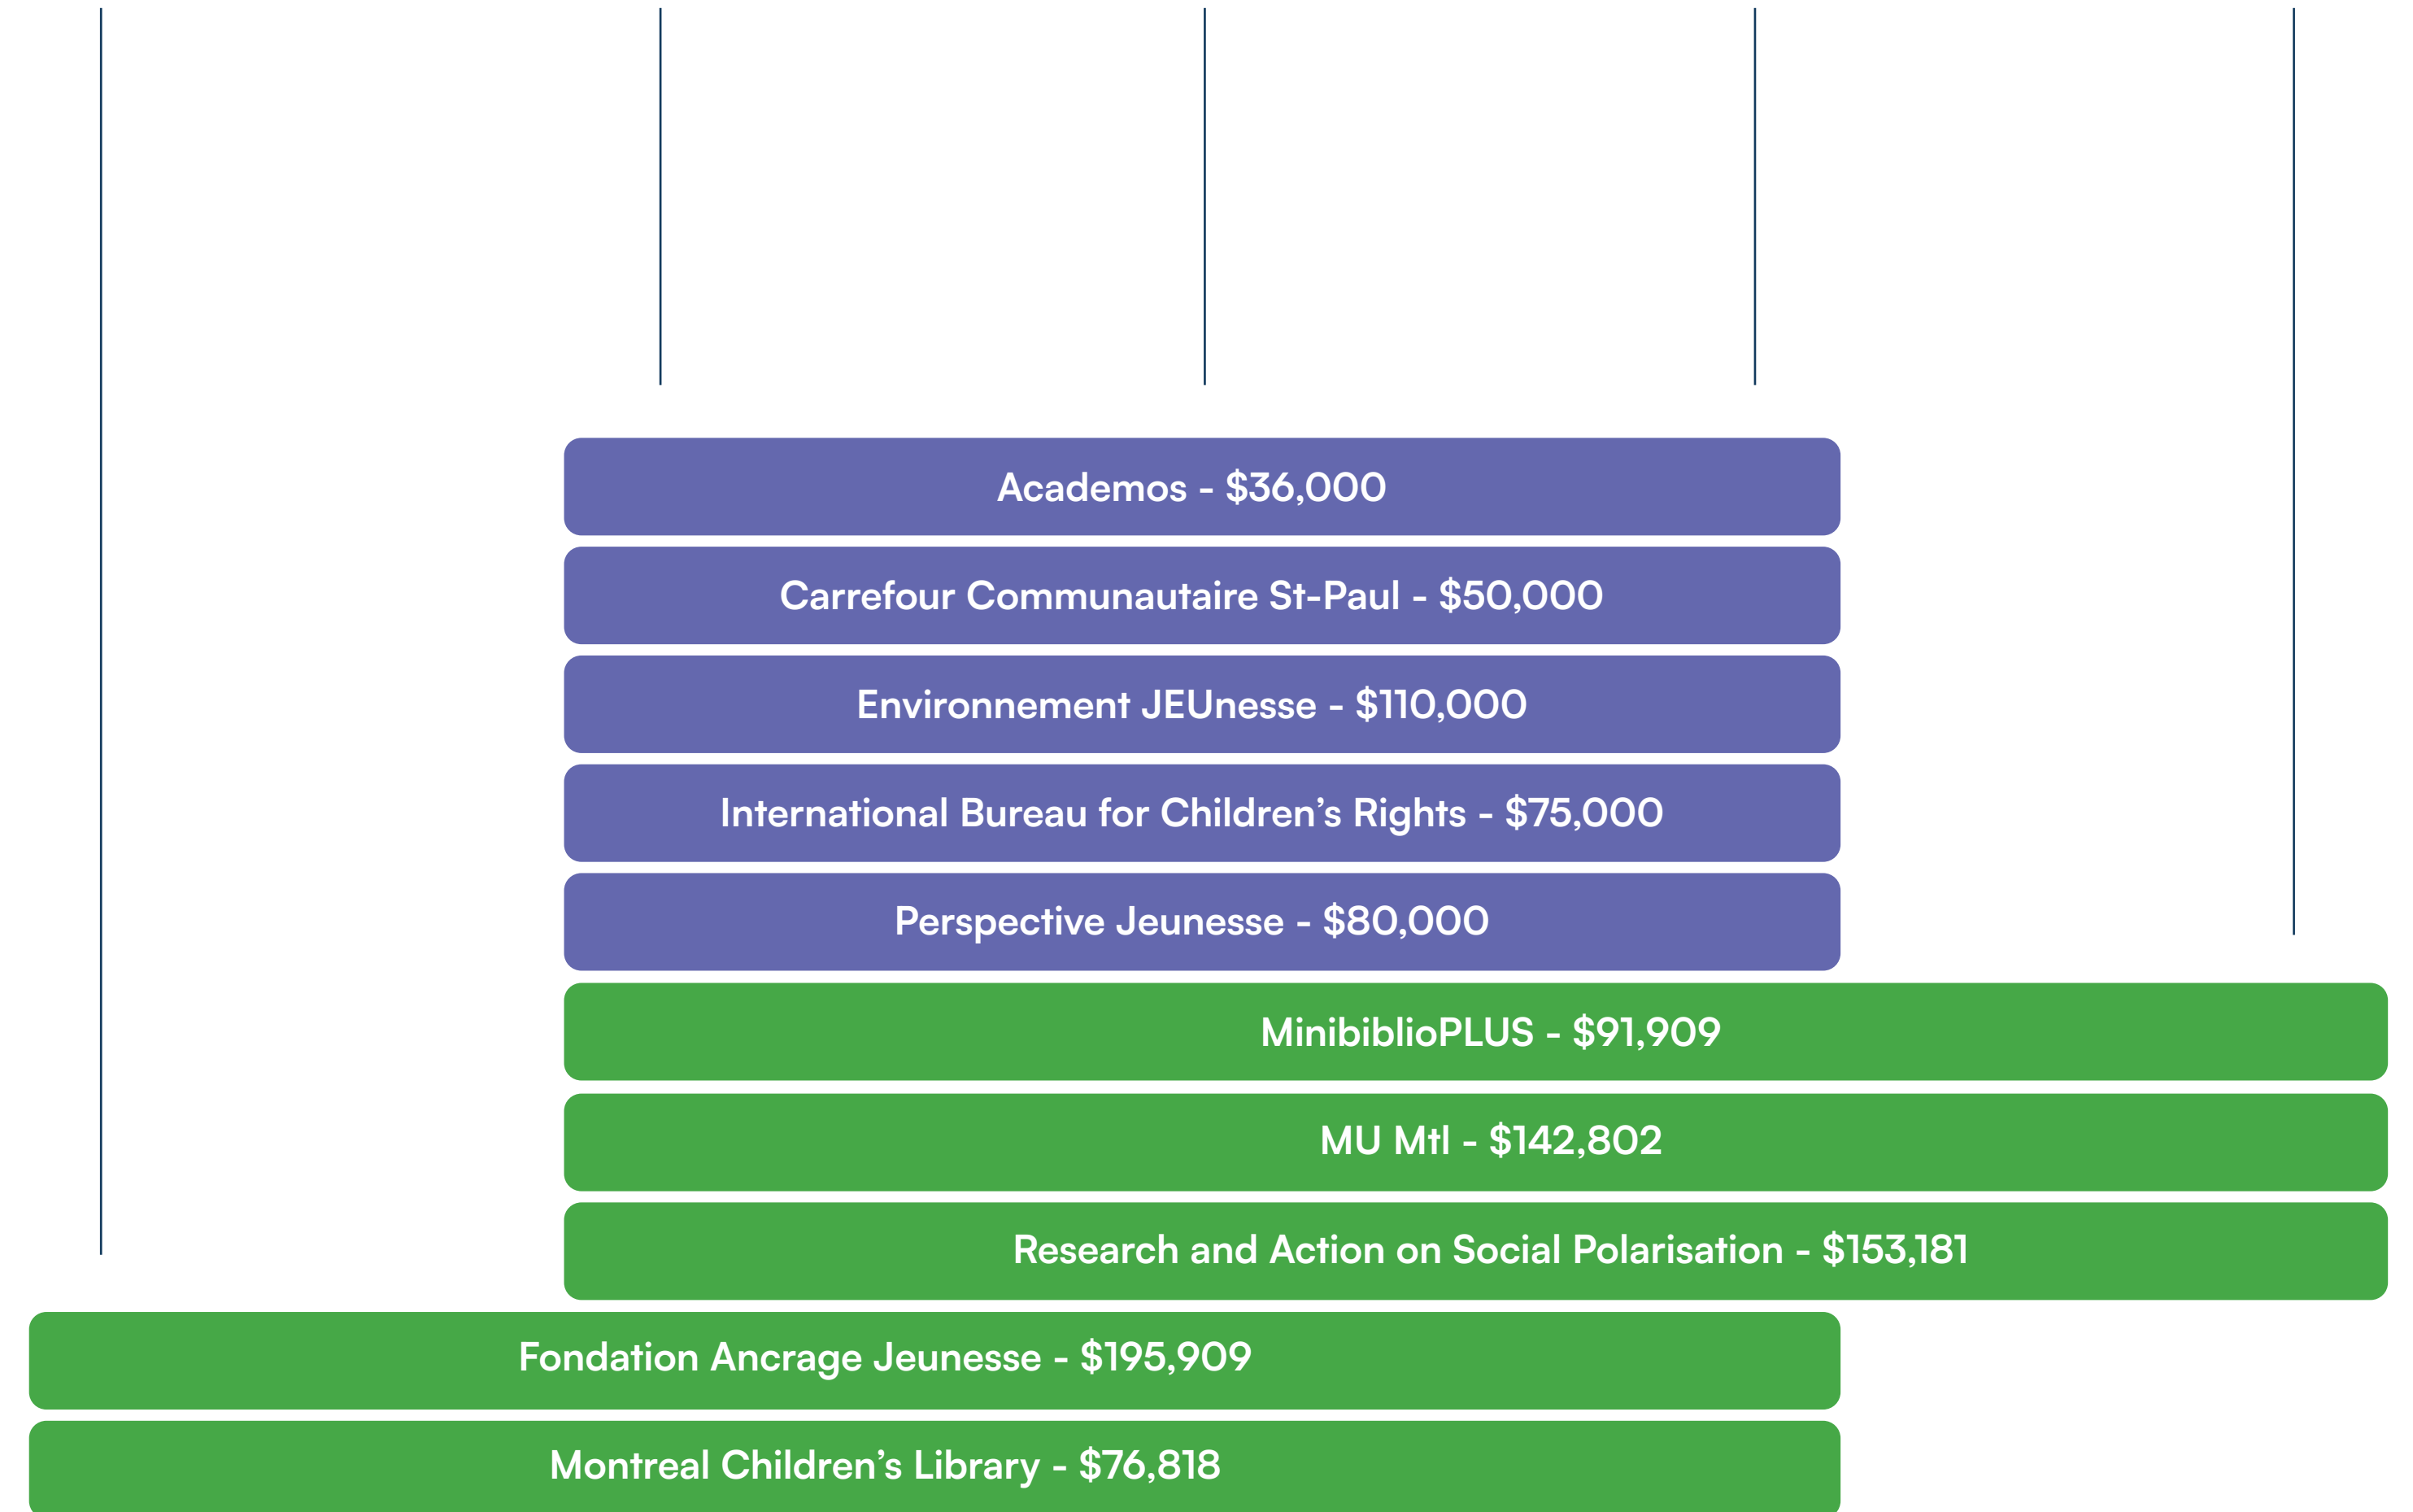 Academos - $36,000
Carrefour Communautaire St-Paul - $50,000
Environnement JEUnesse - $110,000
International Bureau for Children’s Rights - $75,000
Perspective Jeunesse - $80,000
MinibiblioPLUS - $91,909
MU Mtl - $142,802
Research and Action on Social Polarisation - $153,181
Fondation Ancrage Jeunesse - $195,909
Montreal Children’s Library - $76,818